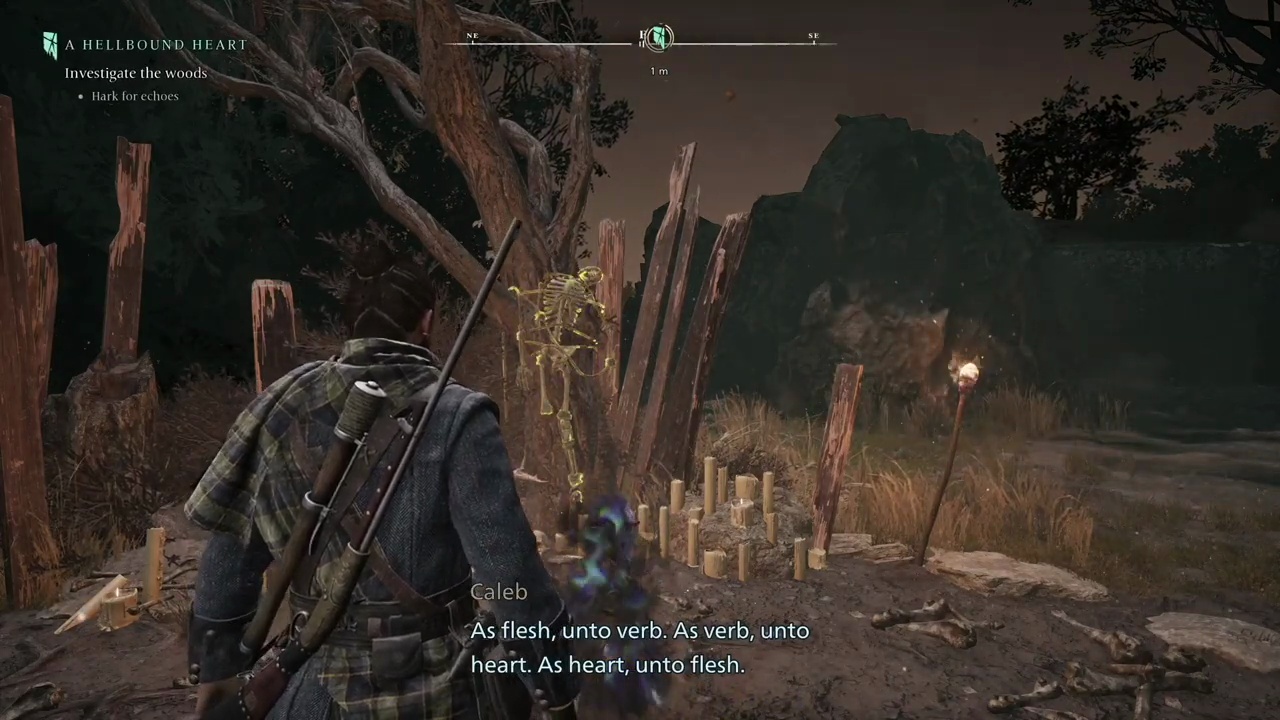 A HELLBOUND HEART
Investigate the woods
Hark for echoes
NE
SE
1 m
Caleb
As flesh, unto verb. As verb, unto
heart. As heart, unto flesh.